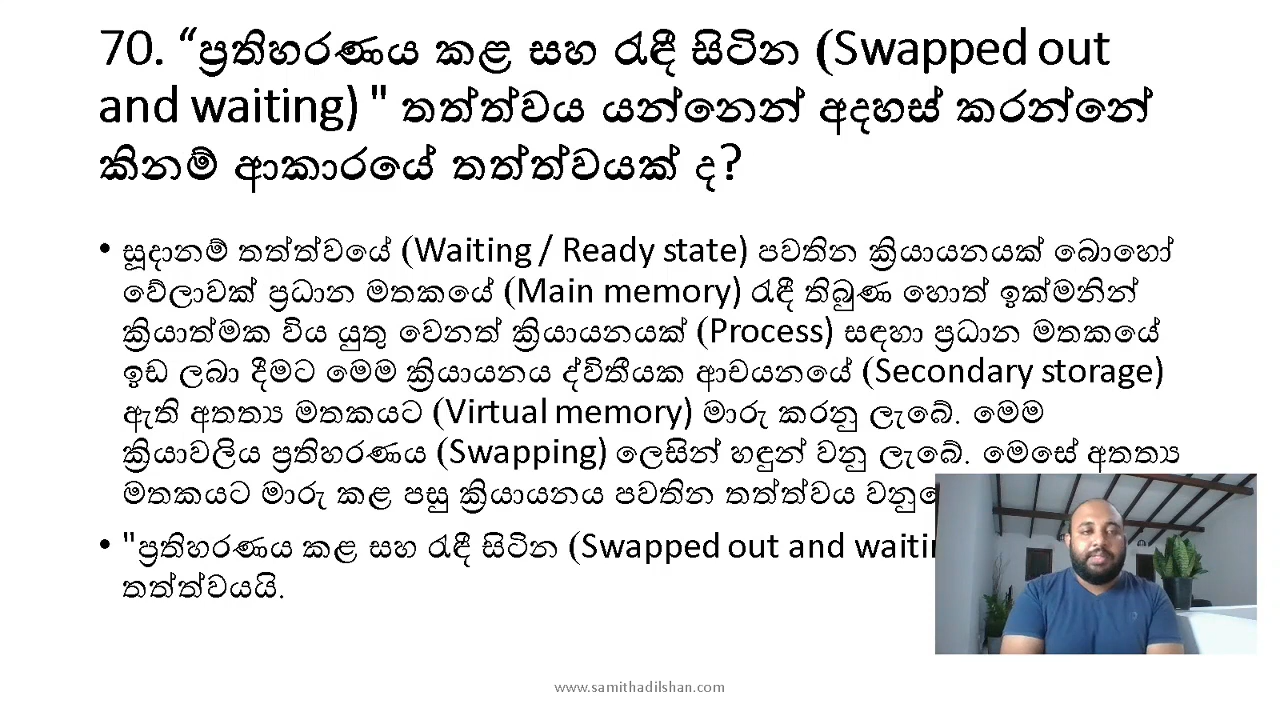 70. “ප්‍රතිහරණය කළ සහ රැඳී සිටින (Swapped out
and waiting) " තත්ත්වය යන්නෙන් අදහස් කරන්නේ
කිනම් ආකාරයේ තත්ත්වයක් ද?
• සූදානම් තත්ත්වයේ (Waiting / Ready state) පවතින ක්‍රියායනයක් බොහෝ
වේලාවක් ප්‍රධාන මතකයේ (Main memory) රැඳී තිබුණ හොත් ඉක්මනින්
ක්‍රියාත්මක විය යුතු වෙනත් ක්‍රියායනයක් (Process) සඳහා ප්‍රධාන මතකයේ
ඉඩ ලබා දීමට මෙම ක්‍රියායනය ද්විතීයක ආචයනයේ (Secondary storage)
ඇති අතත්‍ය මතකයට (Virtual memory) මාරු කරනු ලැබේ. මෙම
ක්‍රියාවලිය ප්‍රතිහරණය (Swapping) ලෙසින් හඳුන් වනු ලැබේ. මෙසේ අතත්‍ය
මතකයට මාරු කළ පසු ක්‍රියායනය පවතින තත්ත්වය
• "ප්‍රතිහරණය කළ සහ රැඳී සිටින (Swapped out and
තත්ත්වයයි.
www.samithadilshan.com